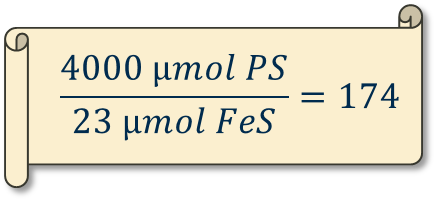 4000 μmol PS
23 μmol FeS
= 174